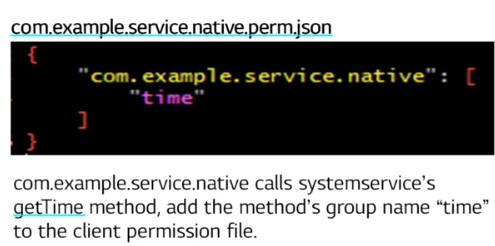 com.example.service.native.perm.json
{
"com.example.service.native": [
"time"
]
}
com.example.service.native calls systemservice's
getTime method, add the method's group name “time”
to the client permission file.